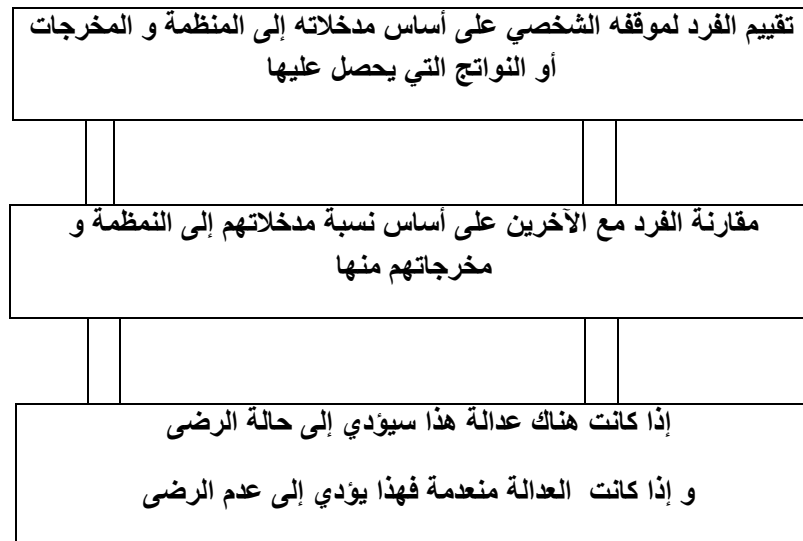 تقييم الفرد لموقفه الشخصي على أساس مدخلاته إلى المنظمة و المخرجات
أو النواتج التي يحصل عليها
مقارنة الفرد مع الآخرين على أساس نسبة مدخلاتهم إلى النمظمة و
مخرجاتهم منها
إذا كانت هناك عدالة هذا سيؤدي إلى حالة الرضى
و إذا كانت العدالة منعدمة فهذا يؤدي إلى عدم الرضى